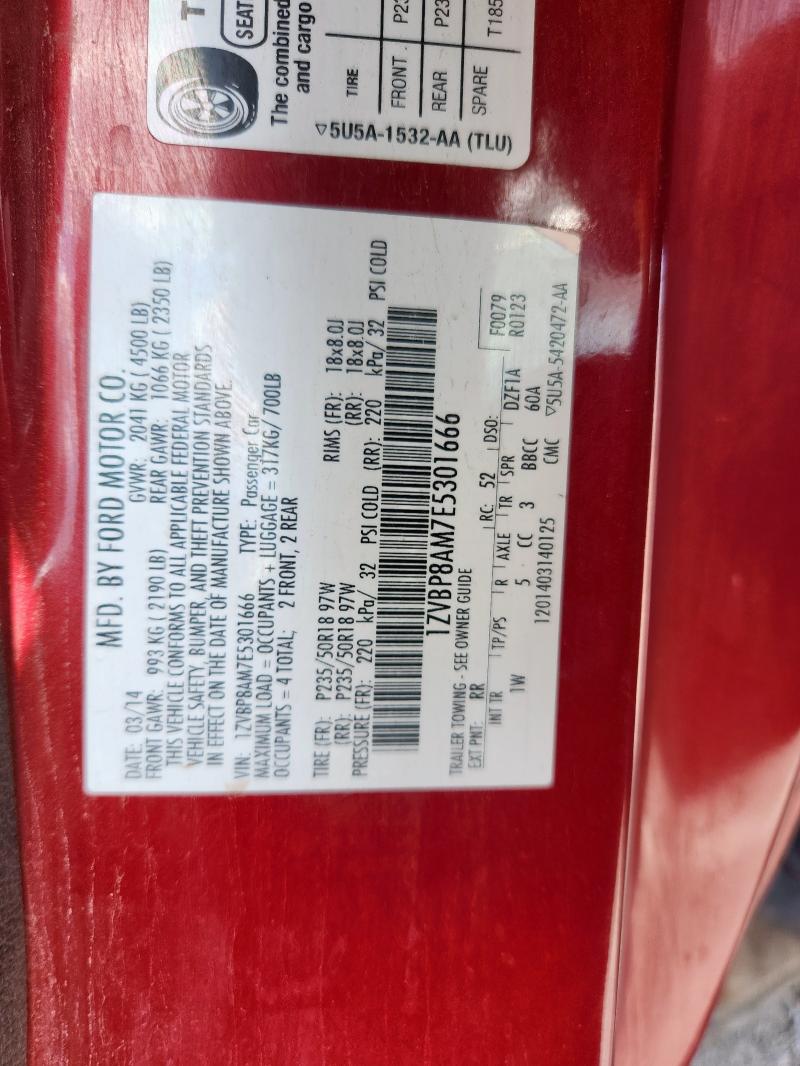 SEAT
The combined
and cargo
TIRE
FRONT P23
REAR P23
SPARE T185
▽5U5A-1532-AA (TLU)
MFD. BY FORD MOTOR CO.
DATE: 03/14 GVWR: 2041 KG ( 4500 LB)
FRONT GAWR: 993 KG ( 2190 LB) REAR GAWR: 1066 KG ( 2350 LB)
THIS VEHICLE CONFORMS TO ALL APPLICABLE FEDERAL MOTOR
VEHICLE SAFETY, BUMPER, AND THEFT PREVENTION STANDARDS
IN EFFECT ON THE DATE OF MANUFACTURE SHOWN ABOVE.
VIN: 1ZVBP8AM7E5301666 TYPE: Passenger Car
MAXIMUM LOAD = OCCUPANTS + LUGGAGE = 317KG/ 700LB
OCCUPANTS = 4 TOTAL; 2 FRONT, 2 REAR
TIRE (FR): P235/50R18 97W RIMS (FR): 18x8.0J
(RR): P235/50R18 97W (RR): 18x8.0J
PRESSURE (FR): 220 kPa/ 32 PSI COLD (RR): 220 kPa/ 32 PSI COLD
1ZVBP8AM7E5301666
TRAILER TOWING - SEE OWNER GUIDE
F0079
EXT PNT: RR RC: 52 DSO: R0123
INT TR TP/PS R AXLE TR SPR DZF1A
1W 5 CC 3 BBCC 60A
1201403140125 CMC ▽5U5A-5420472-AA